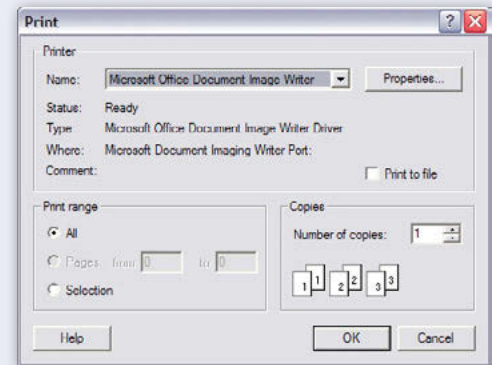 Print
Printer
Name: Microsoft Office Document Image Writer Properties...
Status: Ready
Type: Microsoft Office Document Image Writer Driver
Where: Microsoft Document Imaging Writer Port:
Comment: Print to file
Print range
All
Pages from 0 to 0
Selection
Copies
Number of copies: 1
1 1 2 2 3 3
Help OK Cancel